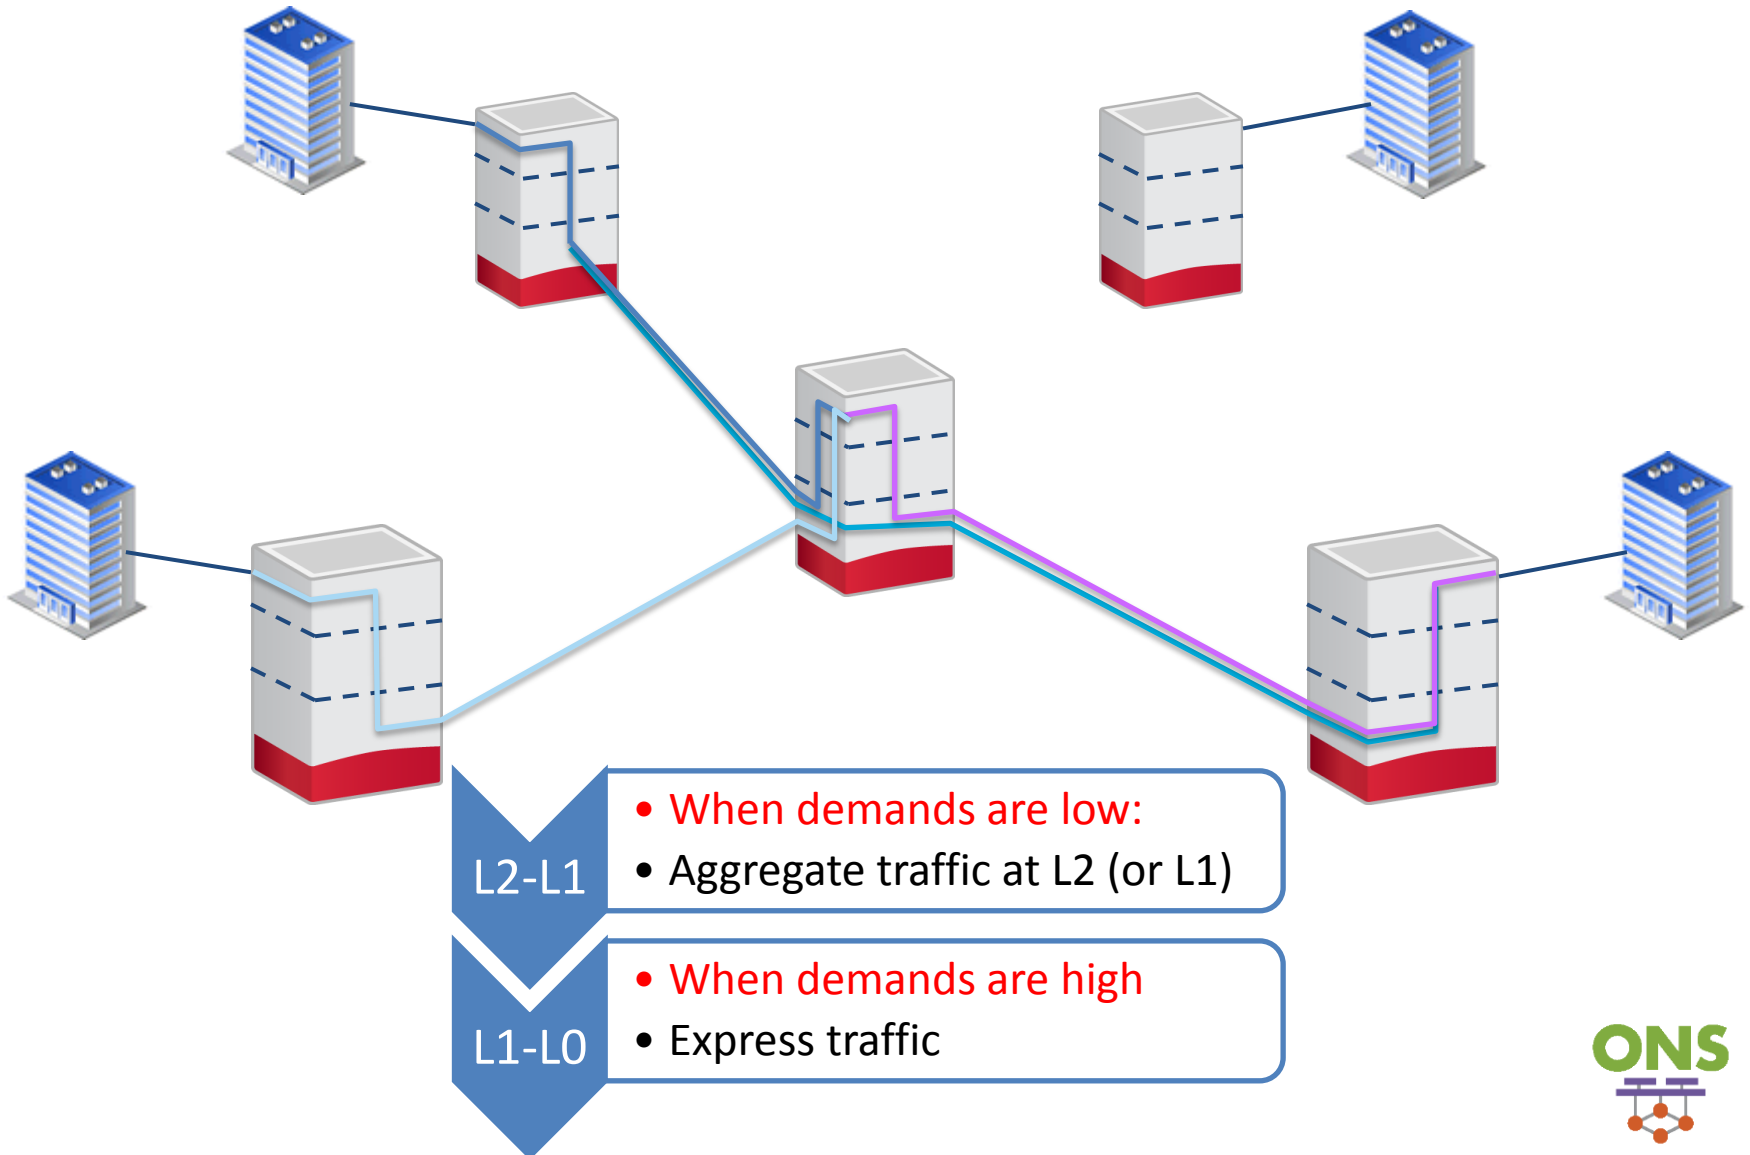 L2-L1
• When demands are low:
• Aggregate traffic at L2 (or L1)
L1-L0
• When demands are high
• Express traffic
ONS